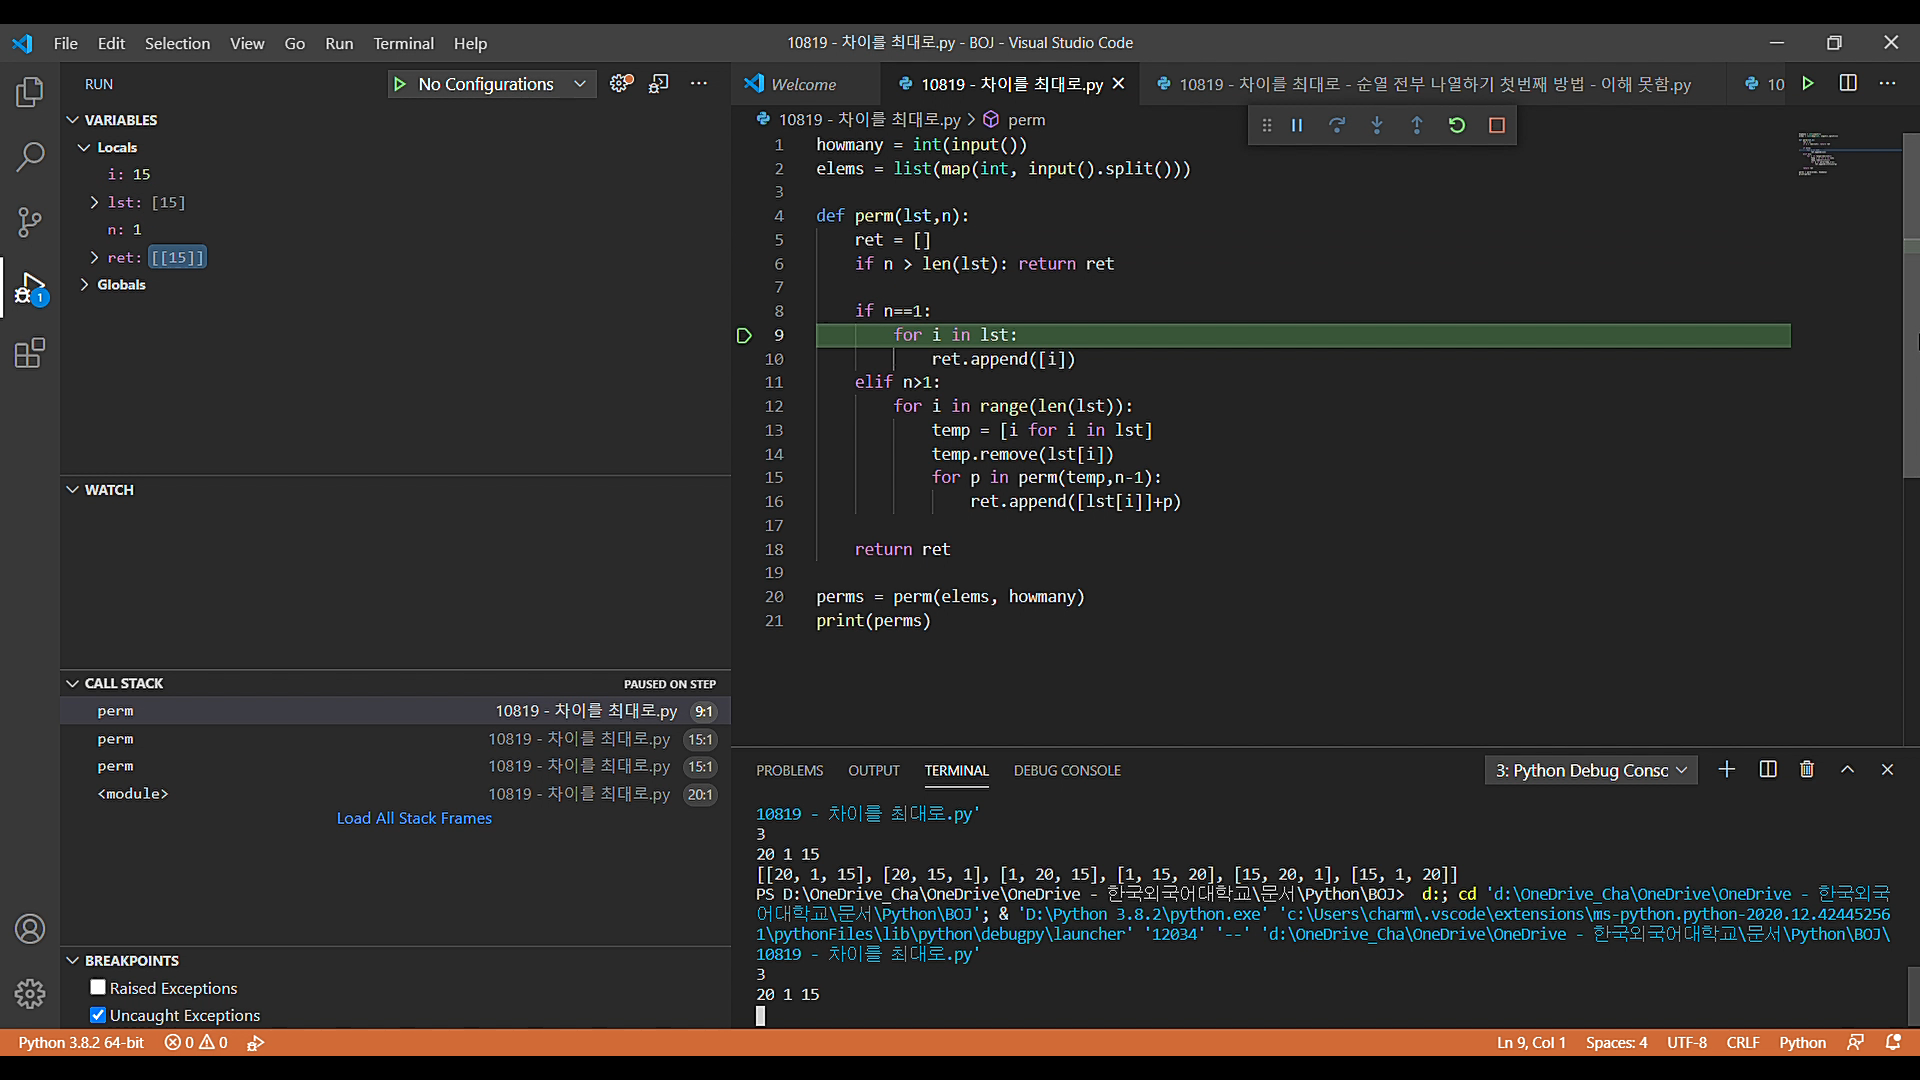 File Edit Selection View Go Run Terminal Help
10819 - 차이를 최대로.py - BOJ - Visual Studio Code
RUN
No Configurations
VARIABLES
Locals
i: 15
lst: [15]
n: 1
ret: [[15]]
Globals
WATCH
CALL STACK
PAUSED ON STEP
perm 10819 - 차이를 최대로.py 9:1
perm 10819 - 차이를 최대로.py 15:1
perm 10819 - 차이를 최대로.py 15:1
<module> 10819 - 차이를 최대로.py 20:1
Load All Stack Frames
BREAKPOINTS
Raised Exceptions
Uncaught Exceptions
1
Welcome
10819 - 차이를 최대로.py
10819 - 차이를 최대로 - 순열 전부 나열하기 첫번째 방법 - 이해 못함.py
10
10819 - 차이를 최대로.py > perm
1 howmany = int(input())
2 elems = list(map(int, input().split()))
3
4 def perm(lst,n):
5     ret = []
6     if n > len(lst): return ret
7
8     if n==1:
9         for i in lst:
10             ret.append([i])
11     elif n>1:
12         for i in range(len(lst)):
13             temp = [i for i in lst]
14             temp.remove(lst[i])
15             for p in perm(temp,n-1):
16                 ret.append([lst[i]]+p)
17
18     return ret
19
20 perms = perm(elems, howmany)
21 print(perms)
PROBLEMS OUTPUT TERMINAL DEBUG CONSOLE
3: Python Debug Consc
10819 - 차이를 최대로.py'
3
20 1 15
[[20, 1, 15], [20, 15, 1], [1, 20, 15], [1, 15, 20], [15, 20, 1], [15, 1, 20]]
PS D:\OneDrive_Cha\OneDrive\OneDrive - 한국외국어대학교\문서\Python\BOJ>  d:; cd 'd:\OneDrive_Cha\OneDrive\OneDrive - 한국외국
어대학교\문서\Python\BOJ'; & 'D:\Python 3.8.2\python.exe' 'c:\Users\charm\.vscode\extensions\ms-python.python-2020.12.42445256
1\pythonFiles\lib\python\debugpy\launcher' '12034' '--' 'd:\OneDrive_Cha\OneDrive\OneDrive - 한국외국어대학교\문서\Python\BOJ\
10819 - 차이를 최대로.py'
3
20 1 15
Python 3.8.2 64-bit 0 0
Ln 9, Col 1 Spaces: 4 UTF-8 CRLF Python